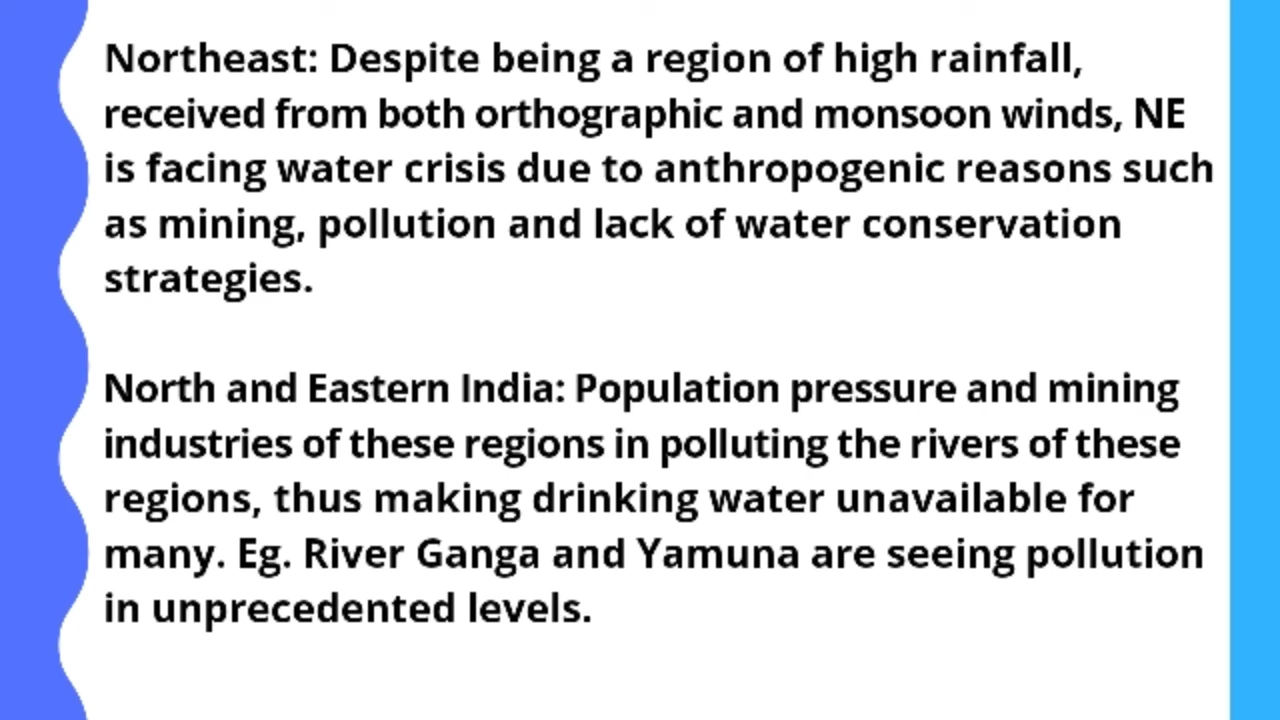 Northeast: Despite being a region of high rainfall,
received from both orthographic and monsoon winds, NE
is facing water crisis due to anthropogenic reasons such
as mining, pollution and lack of water conservation
strategies.
North and Eastern India: Population pressure and mining
industries of these regions in polluting the rivers of these
regions, thus making drinking water unavailable for
many. Eg. River Ganga and Yamuna are seeing pollution
in unprecedented levels.